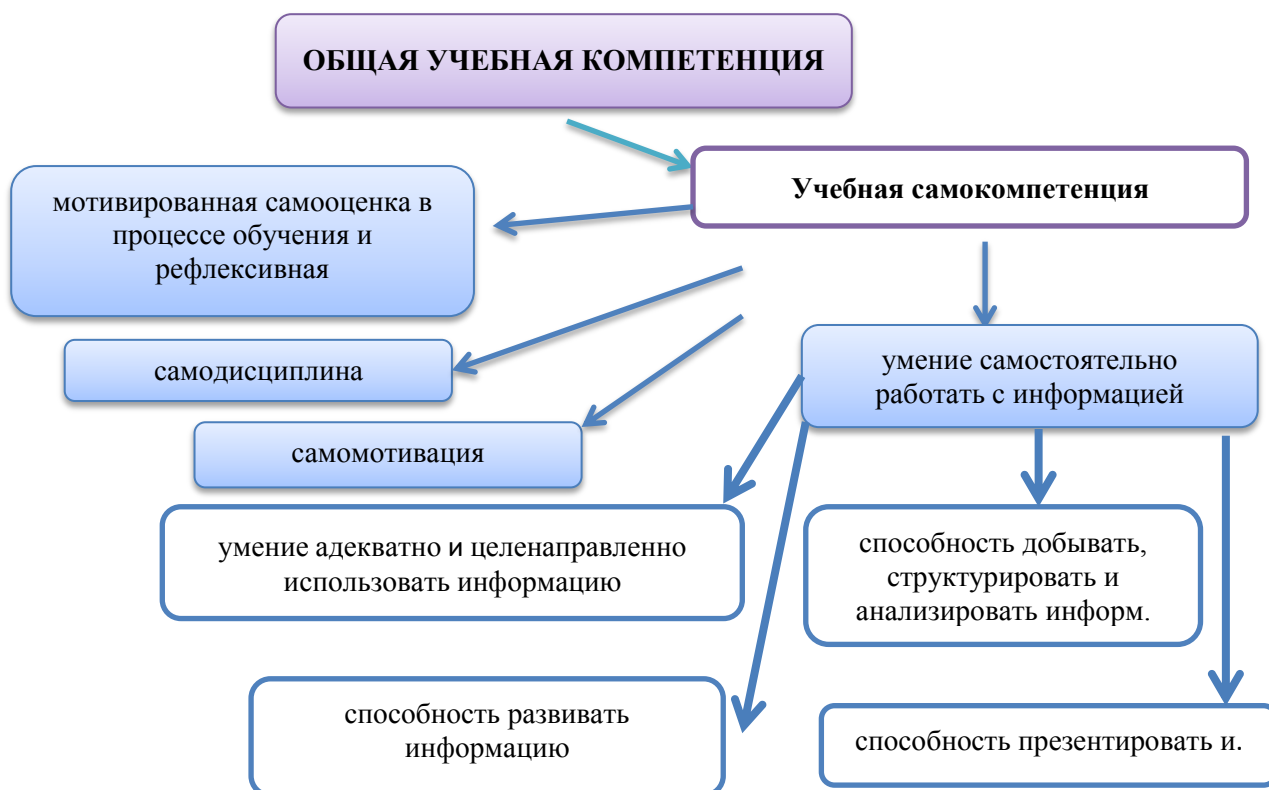 ОБЩАЯ УЧЕБНАЯ КОМПЕТЕНЦИЯ
Учебная самокомпетенция
мотивированная самооценка в
процессе обучения и
рефлексивная
самодисциплина
самомотивация
умение самостоятельно
работать с информацией
умение адекватно и целенаправленно
использовать информацию
способность добывать,
структурировать и
анализировать информ.
способность развивать
информацию
способность презентировать и.